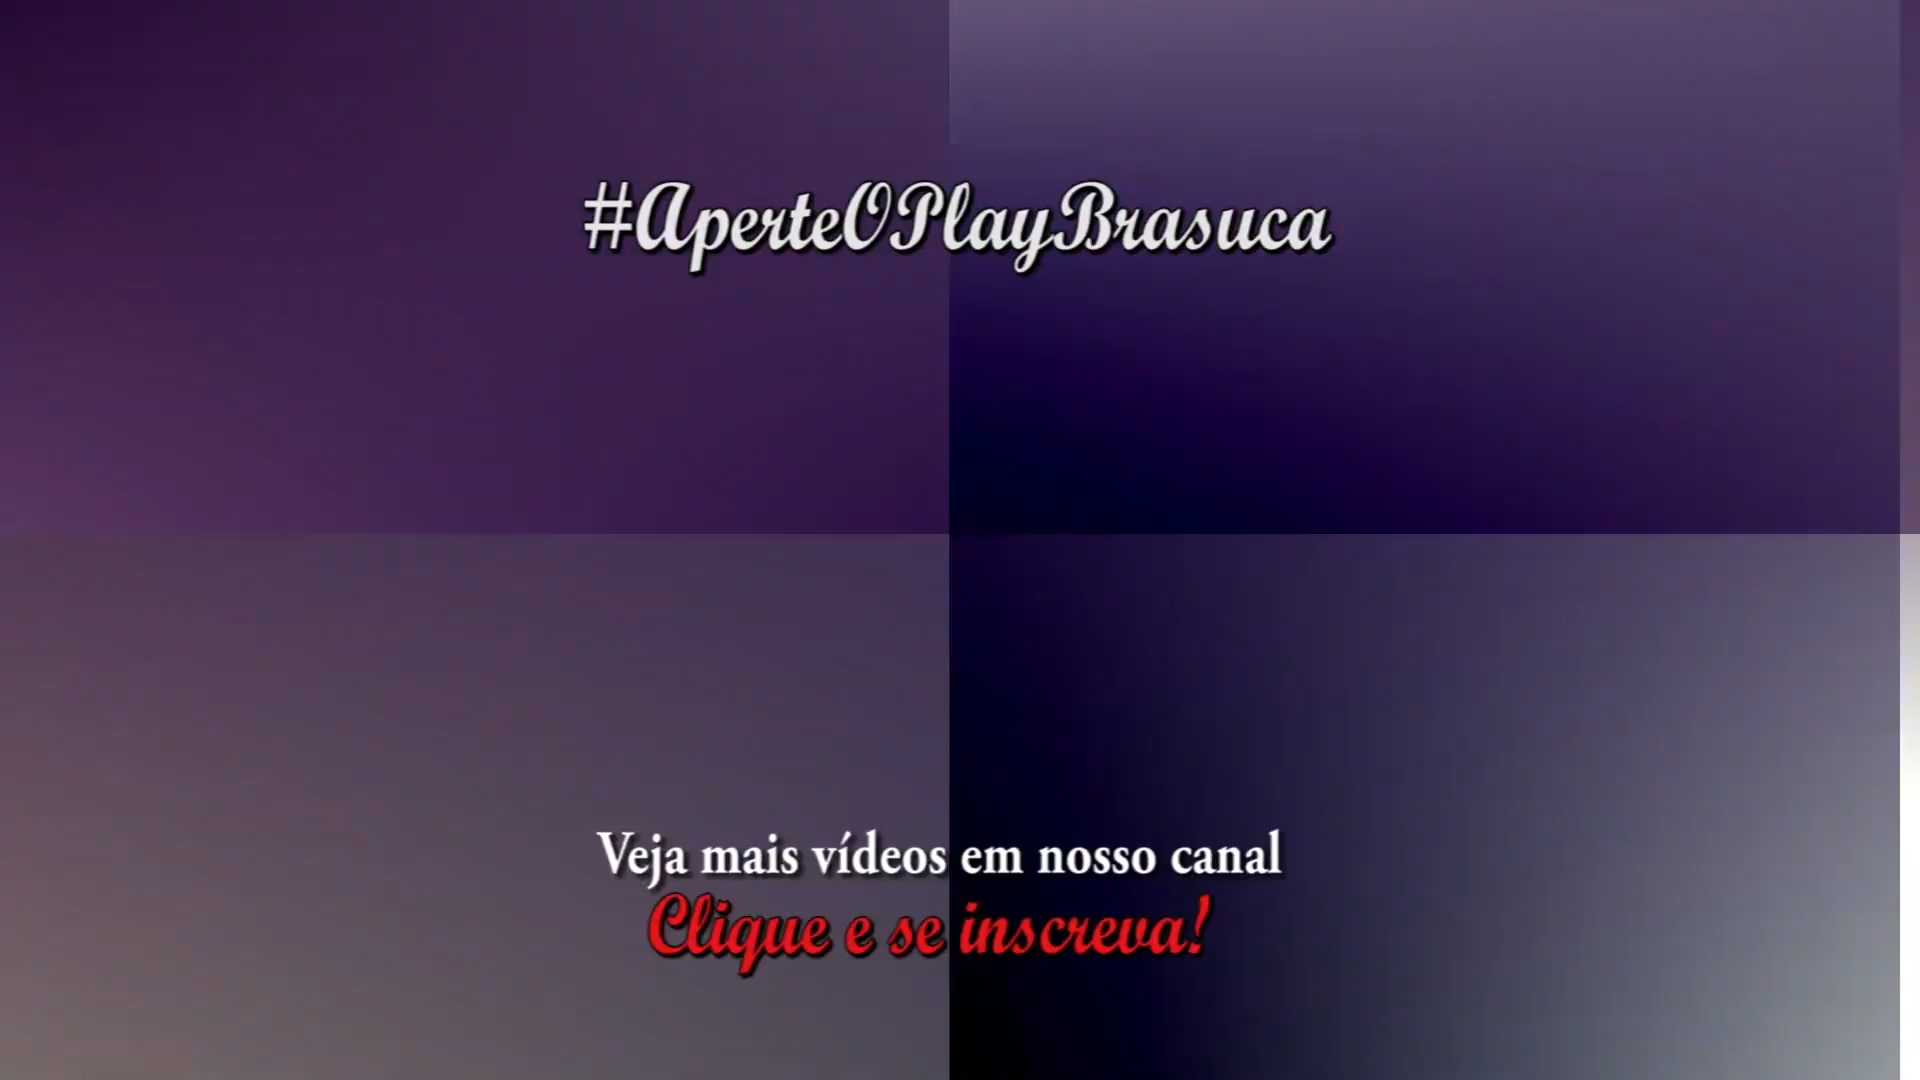 #AperteOPlayBrasuca
Veja mais vídeos em nosso canal
Clique e se inscreva!